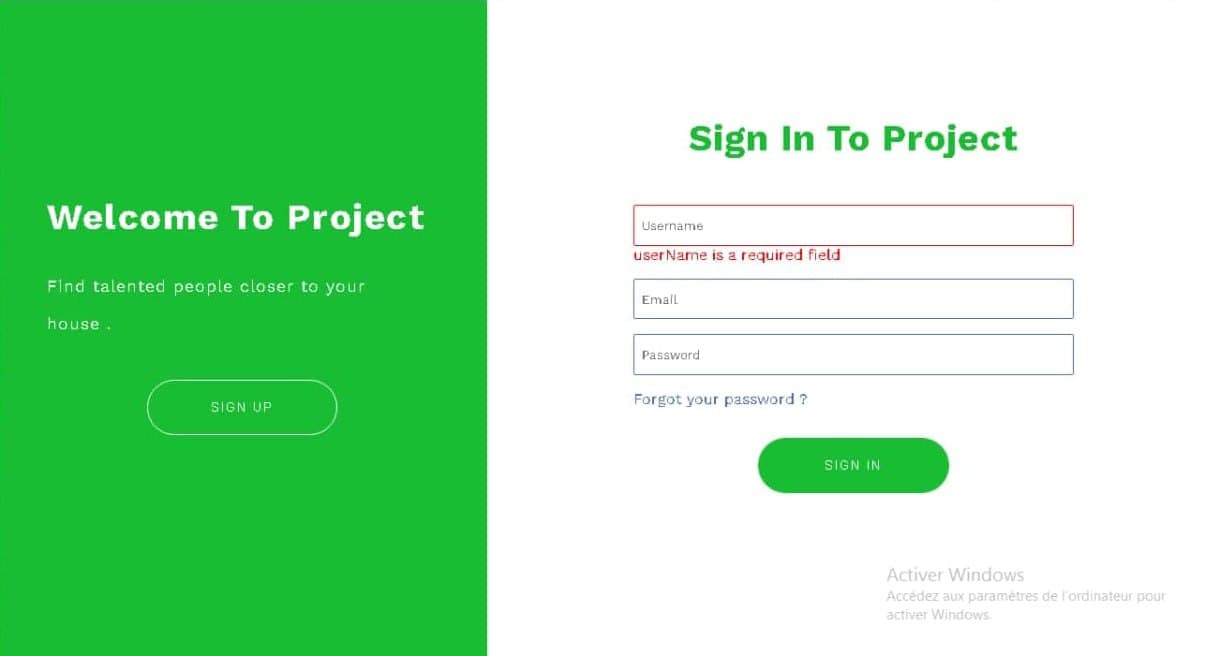 Welcome To Project
Find talented people closer to your
house .
SIGN UP
Sign In To Project
Username
userName is a required field
Email
Password
Forgot your password ?
SIGN IN
Activer Windows
Accédez aux paramètres de l'ordinateur pour
activer Windows.